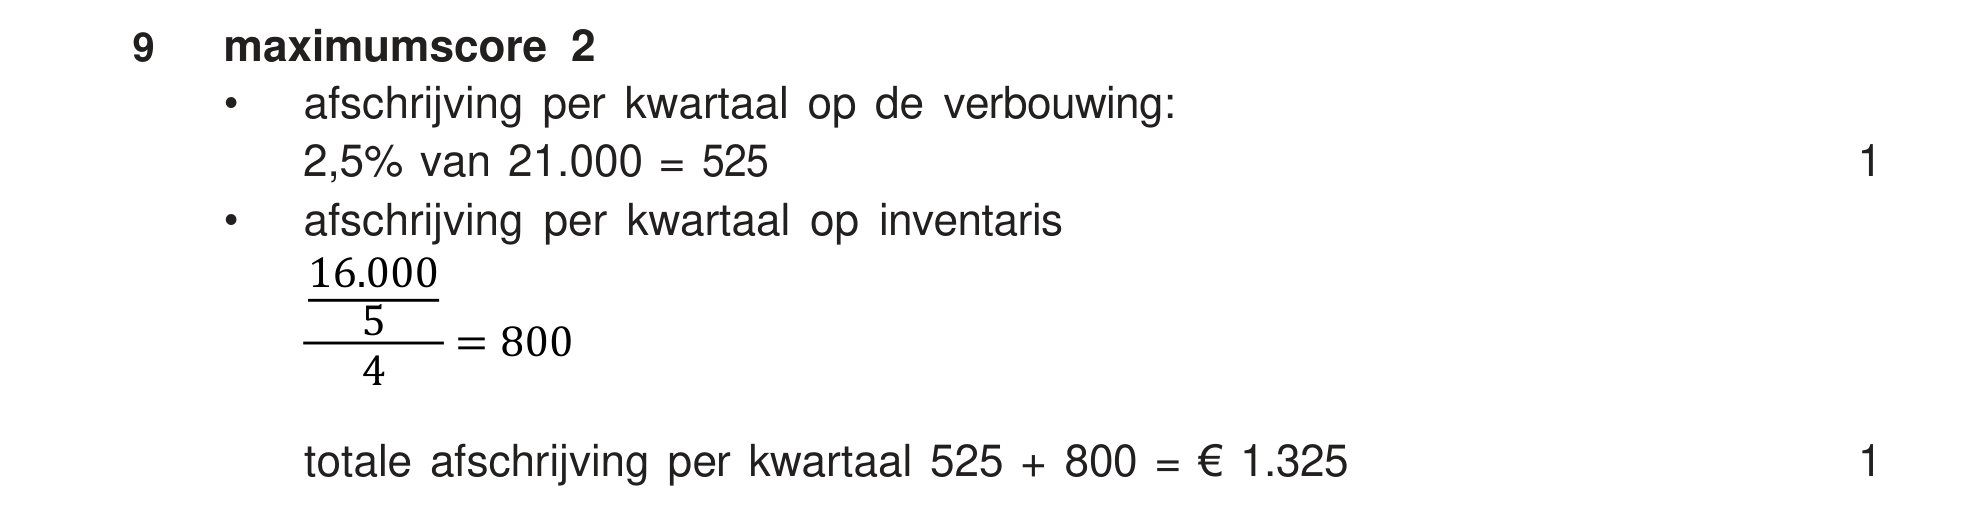 9 maximumscore 2
• afschrijving per kwartaal op de verbouwing:
2,5% van 21.000 = 525 1
• afschrijving per kwartaal op inventaris
16.000
5
4
= 800
totale afschrijving per kwartaal 525 + 800 = € 1.325 1